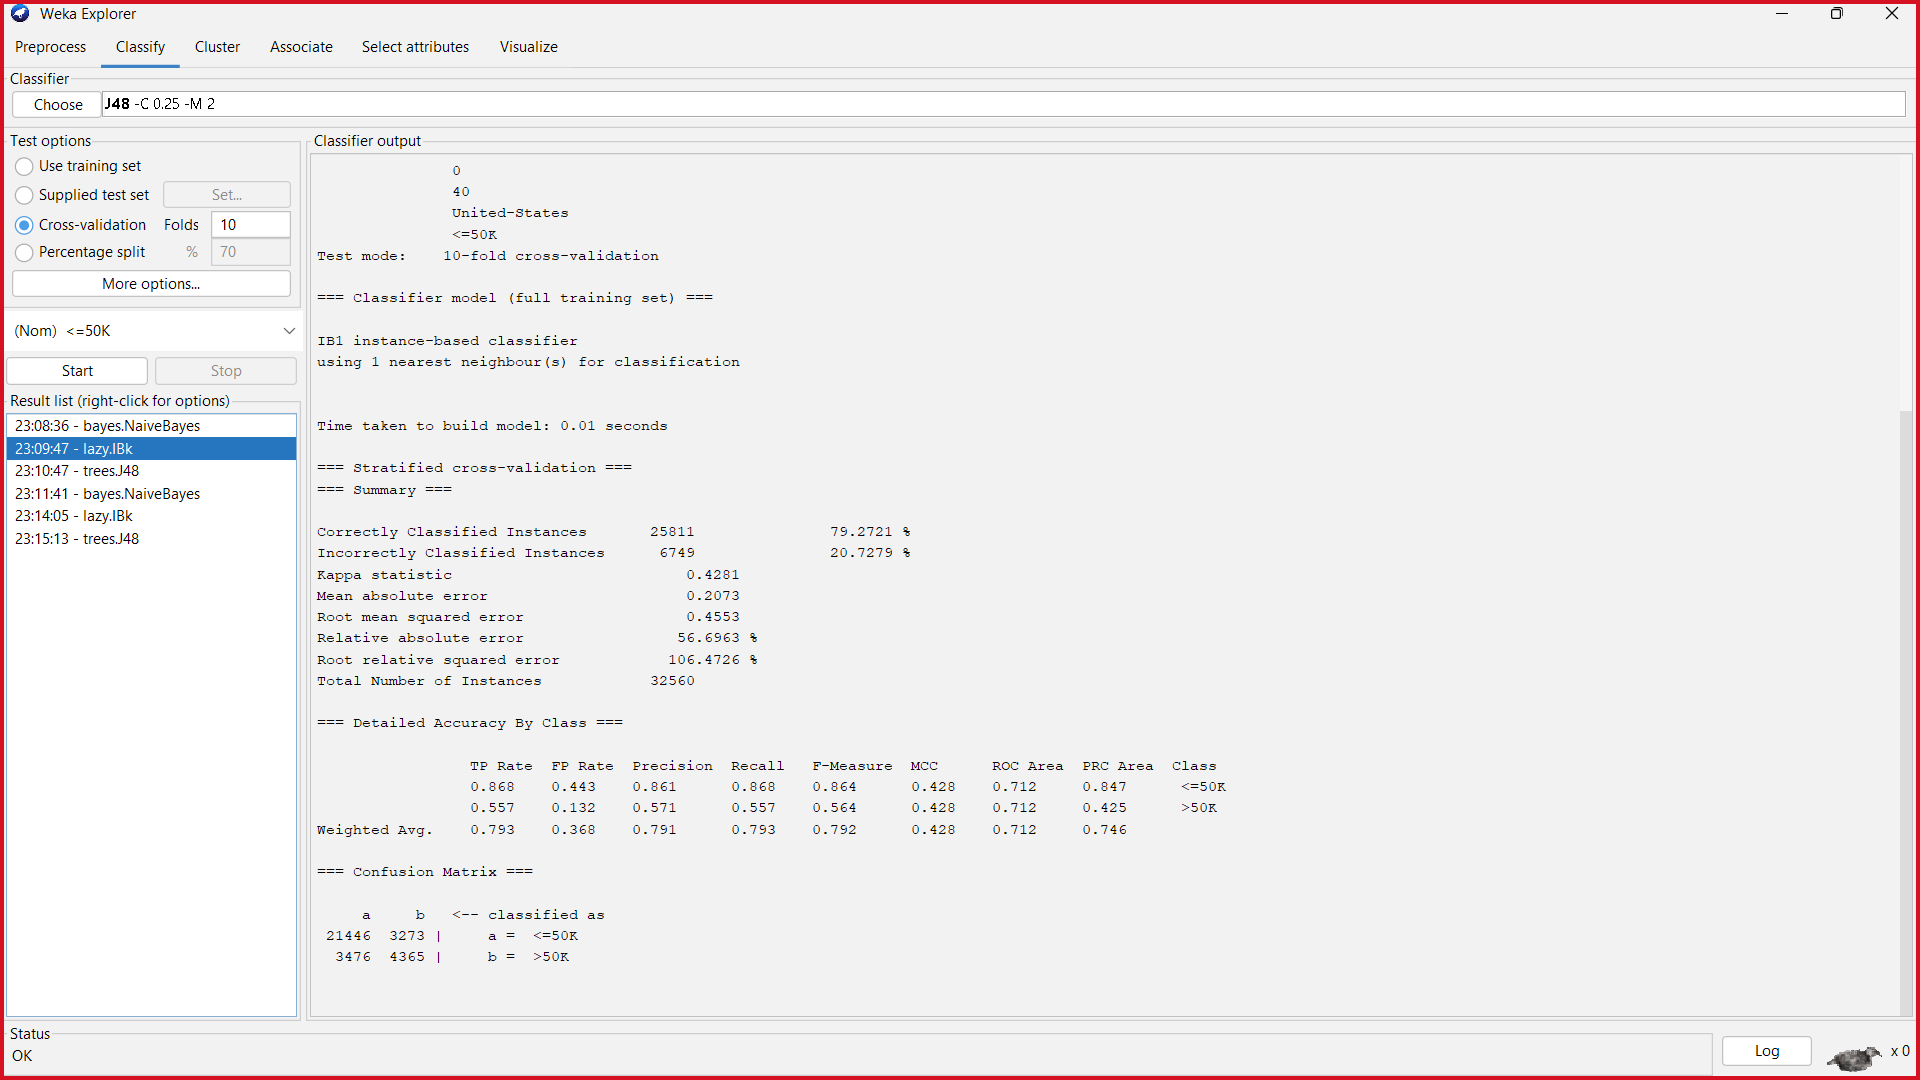 Weka Explorer
Preprocess Classify Cluster Associate Select attributes Visualize
Classifier
Choose J48 -C 0.25 -M 2
Test options
Use training set
Supplied test set Set...
Cross-validation Folds 10
Percentage split % 70
More options...
(Nom) <=50K
Start Stop
Result list (right-click for options)
23:08:36 - bayes.NaiveBayes
23:09:47 - lazy.IBk
23:10:47 - trees.J48
23:11:41 - bayes.NaiveBayes
23:14:05 - lazy.IBk
23:15:13 - trees.J48
Classifier output
0
40
United-States
<=50K
Test mode: 10-fold cross-validation
=== Classifier model (full training set) ===
IB1 instance-based classifier
using 1 nearest neighbour(s) for classification
Time taken to build model: 0.01 seconds
=== Stratified cross-validation ===
=== Summary ===
Correctly Classified Instances 25811 79.2721 %
Incorrectly Classified Instances 6749 20.7279 %
Kappa statistic 0.4281
Mean absolute error 0.2073
Root mean squared error 0.4553
Relative absolute error 56.6963 %
Root relative squared error 106.4726 %
Total Number of Instances 32560
=== Detailed Accuracy By Class ===
TP Rate FP Rate Precision Recall F-Measure MCC ROC Area PRC Area Class
0.868 0.443 0.861 0.868 0.864 0.428 0.712 0.847 <=50K
0.557 0.132 0.571 0.557 0.564 0.428 0.712 0.425 >50K
Weighted Avg. 0.793 0.368 0.791 0.793 0.792 0.428 0.712 0.746
=== Confusion Matrix ===
a b <-- classified as
21446 3273 | a = <=50K
3476 4365 | b = >50K
Status
OK
Log x 0